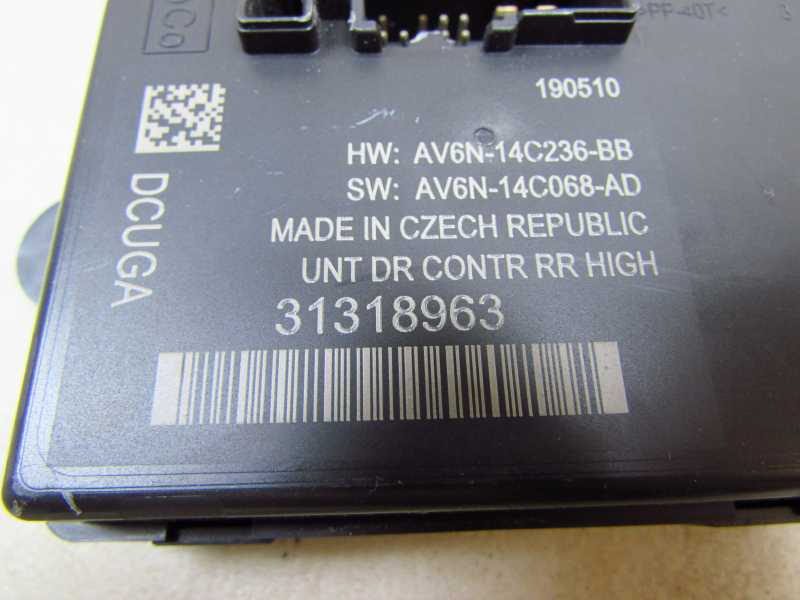 190510
HW: AV6N-14C236-BB
SW: AV6N-14C068-AD
MADE IN CZECH REPUBLIC
UNT DR CONTR RR HIGH
31318963
DCUGA